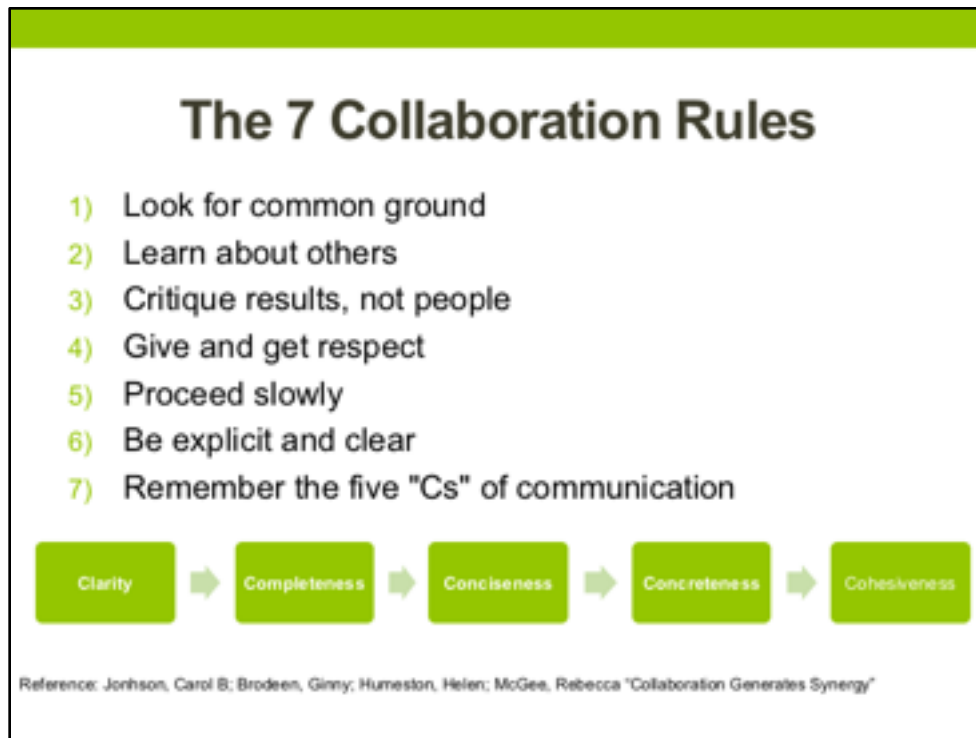 The 7 Collaboration Rules
1) Look for common ground
2) Learn about others
3) Critique results, not people
4) Give and get respect
5) Proceed slowly
6) Be explicit and clear
7) Remember the five "Cs" of communication
Clarity Completeness Conciseness Concreteness Cohesiveness
Reference: Jonhson, Carol B; Brodeen, Ginny; Humeston, Helen; McGee, Rebecca "Collaboration Generates Synergy"